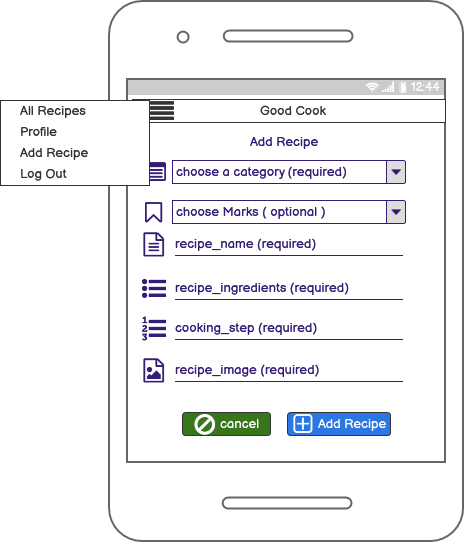 12:44
Good Cook
All Recipes
Profile
Add Recipe
Log Out
Add Recipe
choose a category (required)
choose Marks ( optional )
recipe_name (required)
recipe_ingredients (required)
1
2
3
cooking_step (required)
recipe_image (required)
cancel
Add Recipe